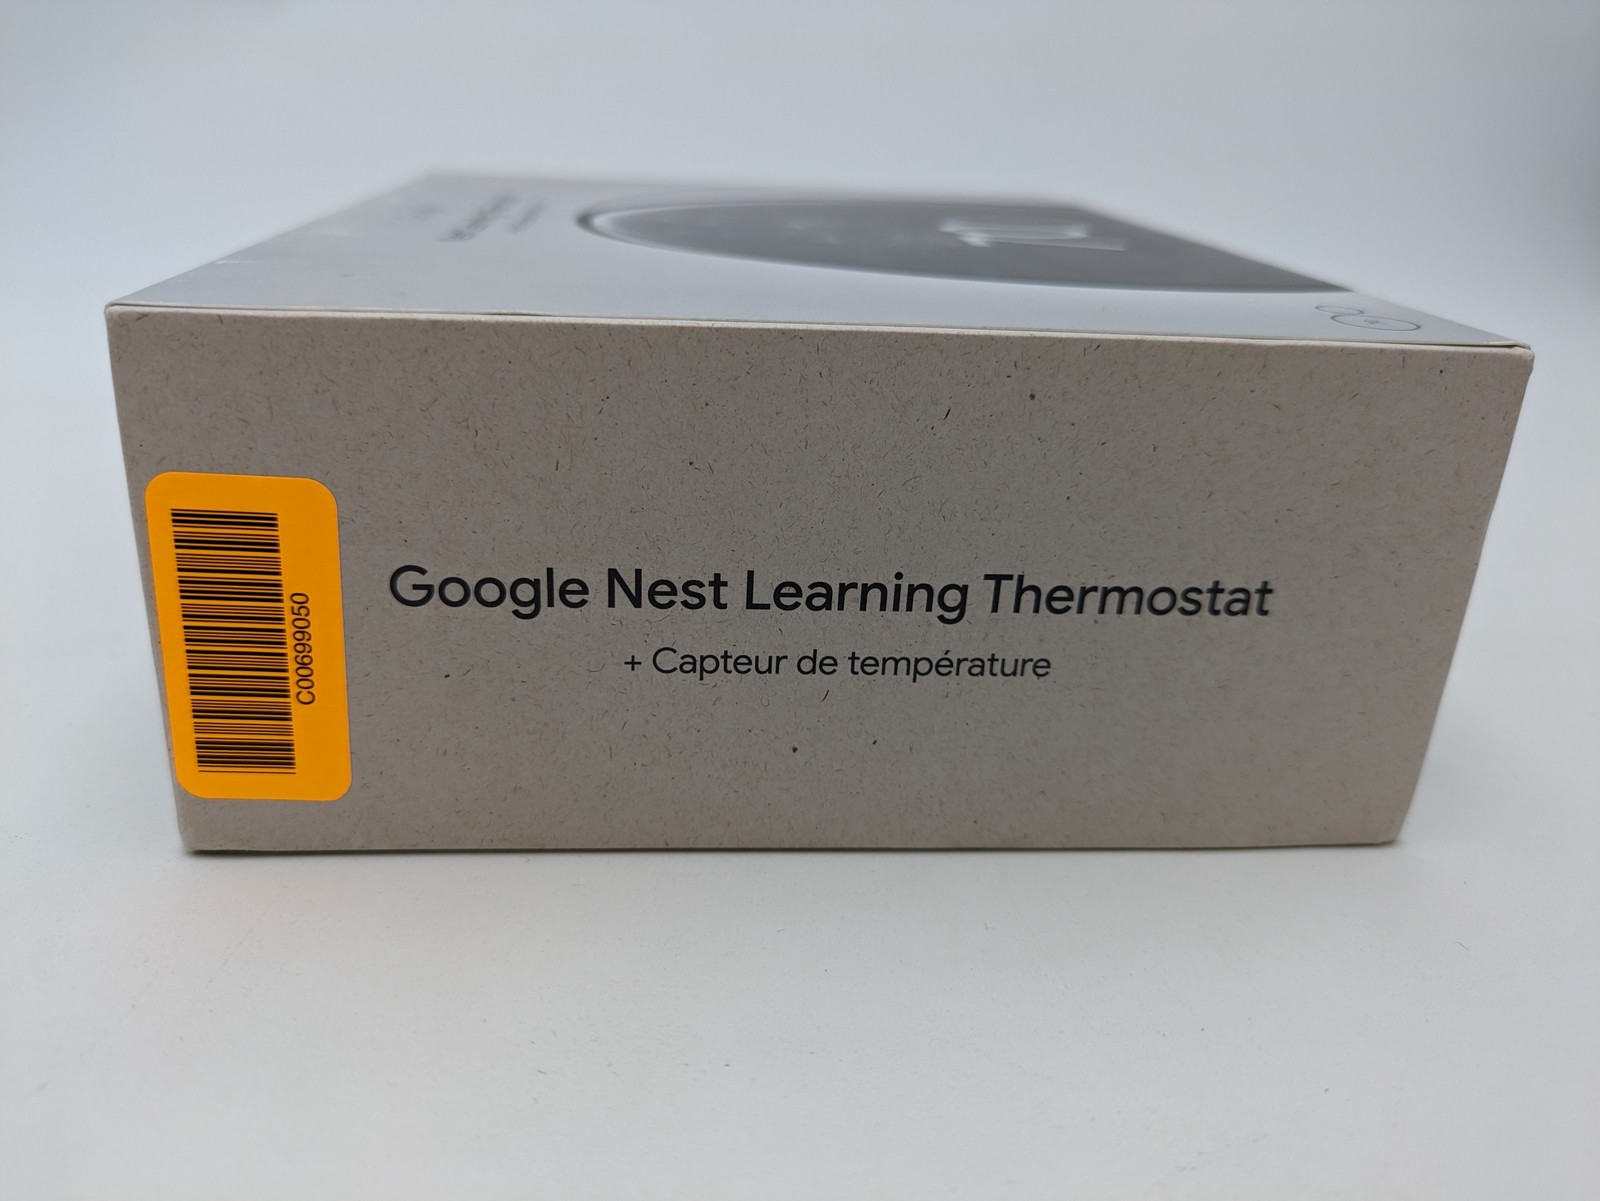 Google Nest Learning Thermostat
+ Capteur de température
C00699050